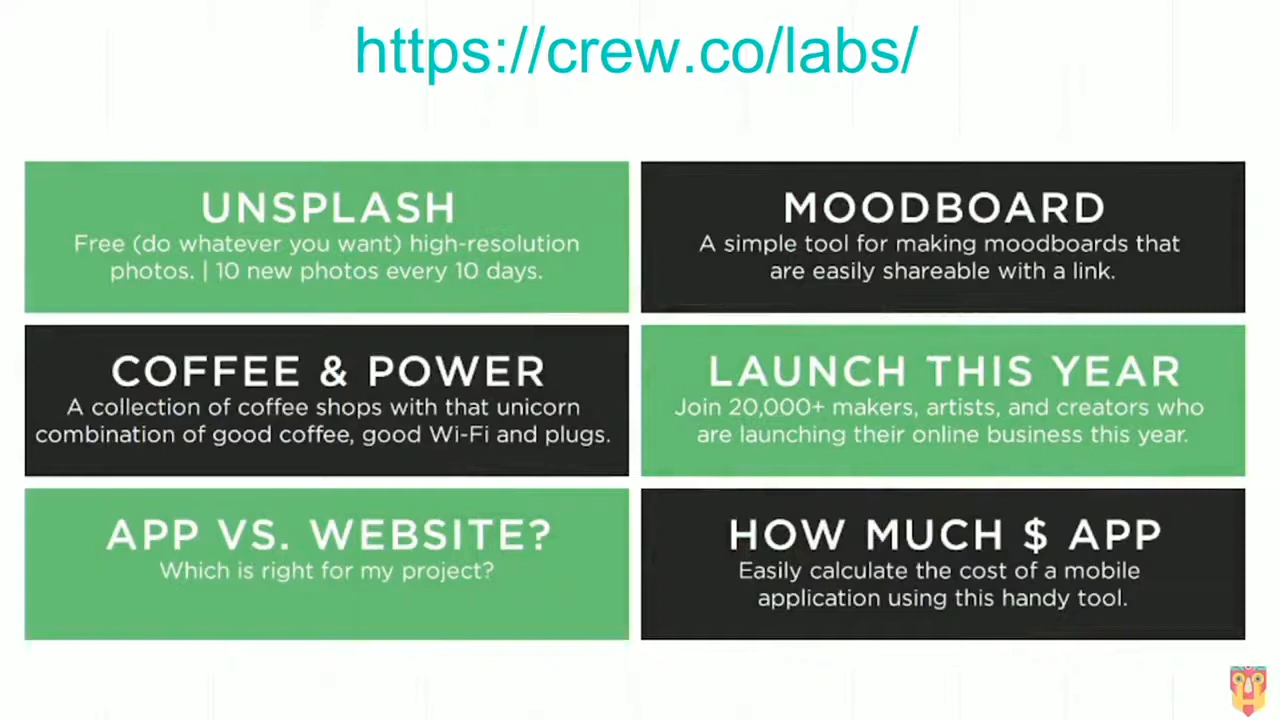 https://crew.co/labs/
UNSPLASH
Free (do whatever you want) high-resolution
photos. | 10 new photos every 10 days.
MOODBOARD
A simple tool for making moodboards that
are easily shareable with a link.
COFFEE & POWER
A collection of coffee shops with that unicorn
combination of good coffee, good Wi-Fi and plugs.
LAUNCH THIS YEAR
Join 20,000+ makers, artists, and creators who
are launching their online business this year.
APP VS. WEBSITE?
Which is right for my project?
HOW MUCH $ APP
Easily calculate the cost of a mobile
application using this handy tool.